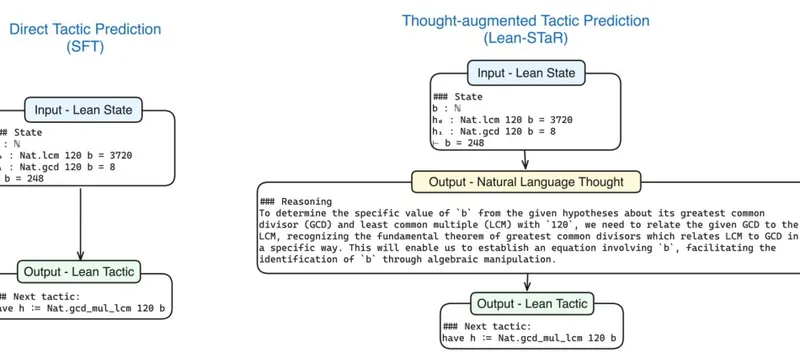 Direct Tactic Prediction
(SFT)
Input - Lean State
## State
: ℕ
: Nat.lcm 120 b = 3720
: Nat.gcd 120 b = 8
b = 248
Output - Lean Tactic
## Next tactic:
ave h := Nat.gcd_mul_lcm 120 b
Thought-augmented Tactic Prediction
(Lean-STaR)
Input - Lean State
### State
b : ℕ
h₀ : Nat.lcm 120 b = 3720
h₁ : Nat.gcd 120 b = 8
⊢ b = 248
Output - Natural Language Thought
### Reasoning
To determine the specific value of `b` from the given hypotheses about its greatest common
divisor (GCD) and least common multiple (LCM) with `120`, we need to relate the given GCD to the
LCM, recognizing the fundamental theorem of greatest common divisors which relates LCM to GCD in
a specific way. This will enable us to establish an equation involving `b`, facilitating the
identification of `b` through algebraic manipulation.
Output - Lean Tactic
### Next tactic:
have h := Nat.gcd_mul_lcm 120 b